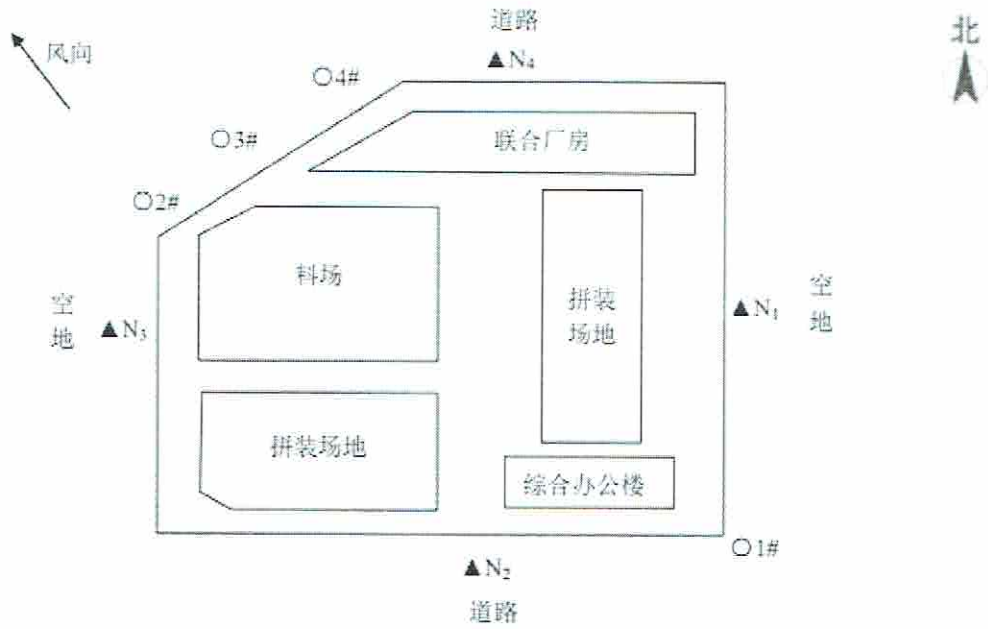 道路
北
风向
▲N₄
○4#
○3#
联合厂房
○2#
料场
拼装
场地
空
地
▲N₃
▲N₁
空
地
拼装场地
综合办公楼
○1#
▲N₂
道路